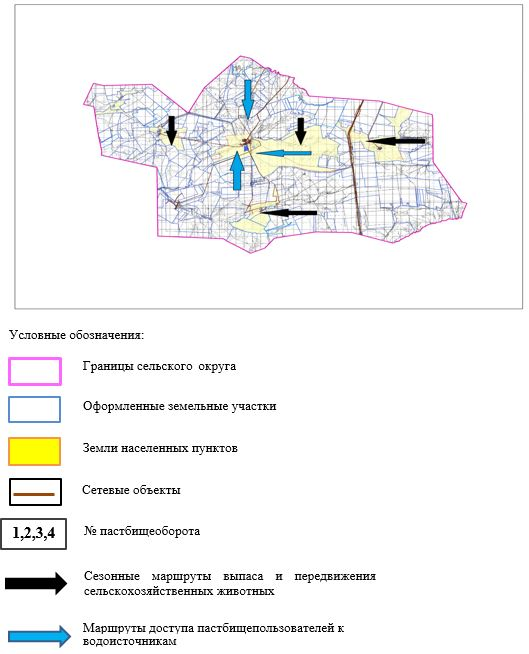 Условные обозначения:
Границы сельского округа
Оформленные земельные участки
Земли населенных пунктов
Сетевые объекты
1,2,3,4 № пастбищеоборота
Сезонные маршруты выпаса и передвижения
сельскохозяйственных животных
Маршруты доступа пастбищепользователей к
водоисточникам